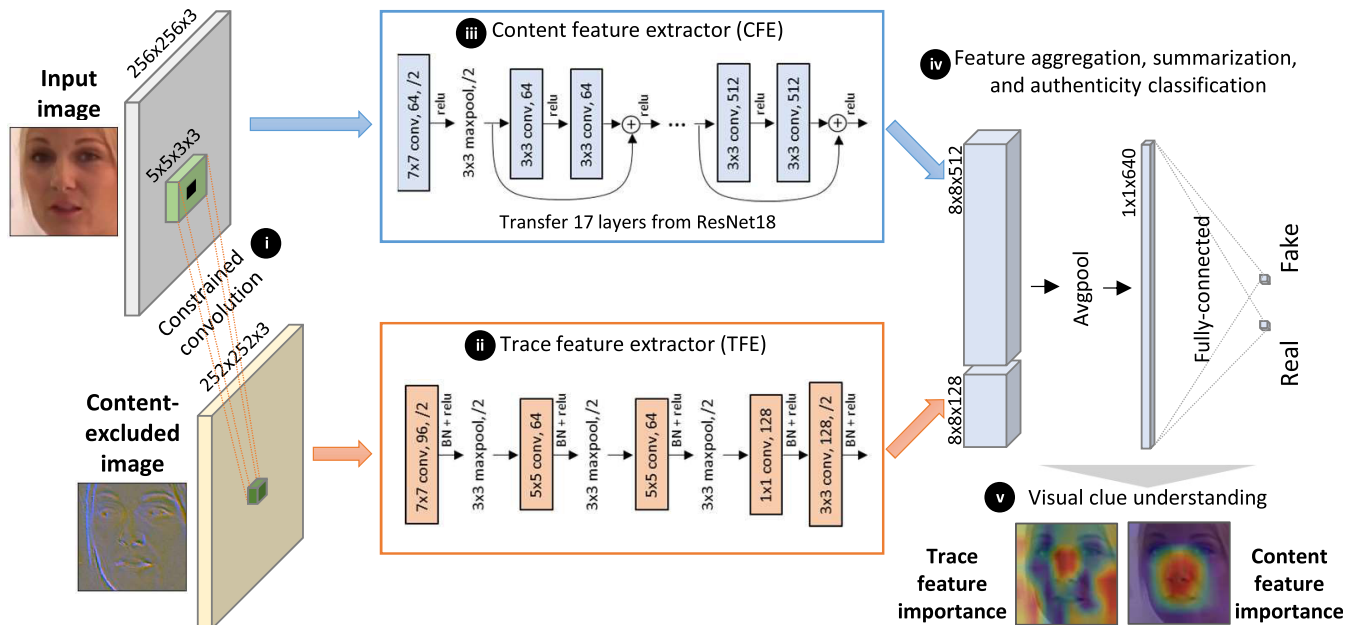 Input
image
256x256x3
5x5x3x3
i
Constrained
convolution
252x252x3
Content-
excluded
image
iii Content feature extractor (CFE)
7x7 conv, 64, /2
relu
3x3 maxpool, /2
3x3 conv, 64
relu
3x3 conv, 64
+
relu
...
3x3 conv, 512
relu
3x3 conv, 512
+
relu
Transfer 17 layers from ResNet18
ii Trace feature extractor (TFE)
7x7 conv, 96, /2
BN + relu
3x3 maxpool, /2
5x5 conv, 64
BN + relu
3x3 maxpool, /2
5x5 conv, 64
BN + relu
3x3 maxpool, /2
1x1 conv, 128
BN + relu
3x3 conv, 128, /2
BN + relu
iv Feature aggregation, summarization,
and authenticity classification
8x8x512
8x8x128
Avgpool
1x1x640
Fully-connected
Fake
Real
v Visual clue understanding
Trace
feature
importance
Content
feature
importance